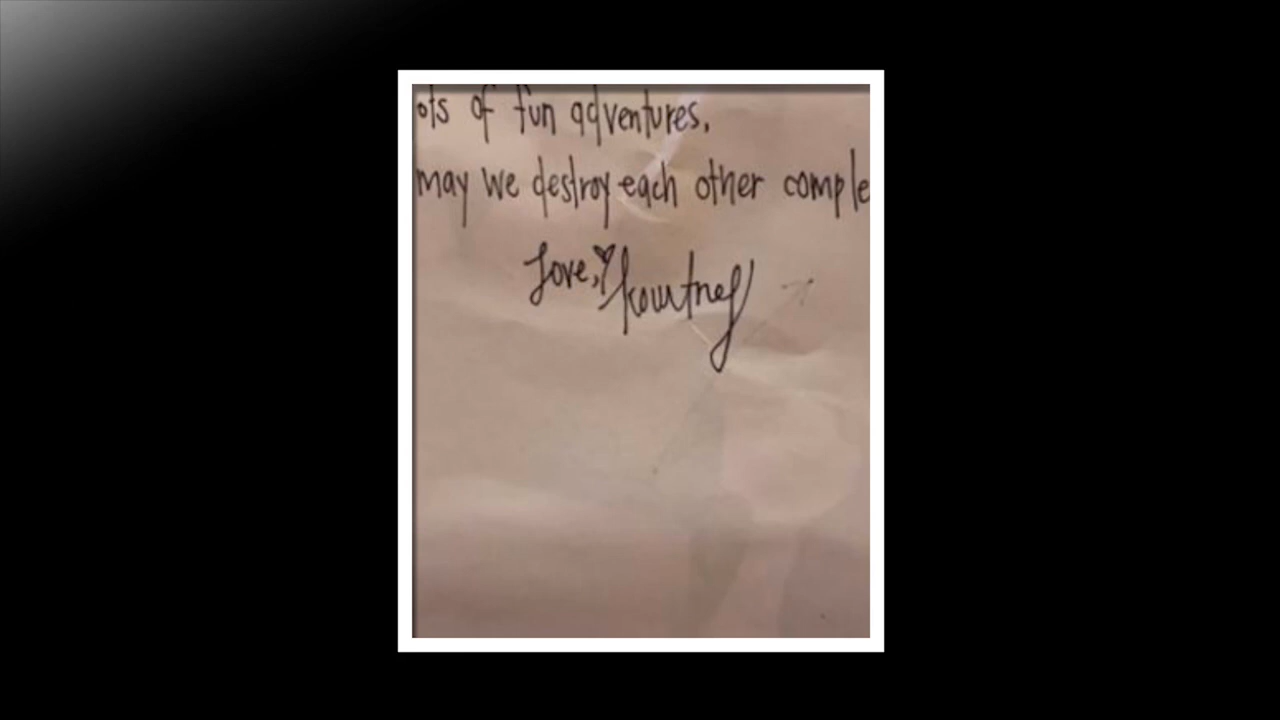 ots of fun adventures,
may we destroy each other comple
Love, kourtney